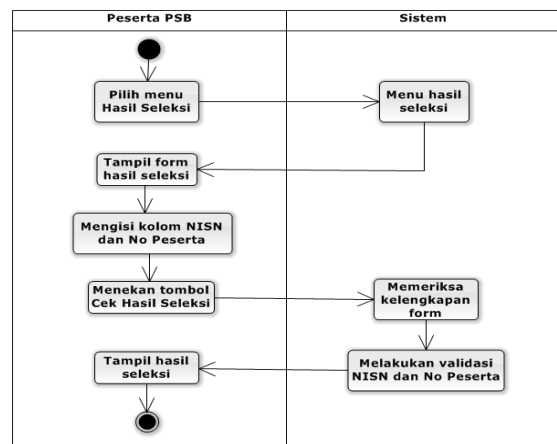 Peserta PSB
Sistem
Pilih menu
Hasil Seleksi
Menu hasil
seleksi
Tampil form
hasil seleksi
Mengisi kolom NISN
dan No Peserta
Menekan tombol
Cek Hasil Seleksi
Memeriksa
kelengkapan
form
Melakukan validasi
NISN dan No Peserta
Tampil hasil
seleksi